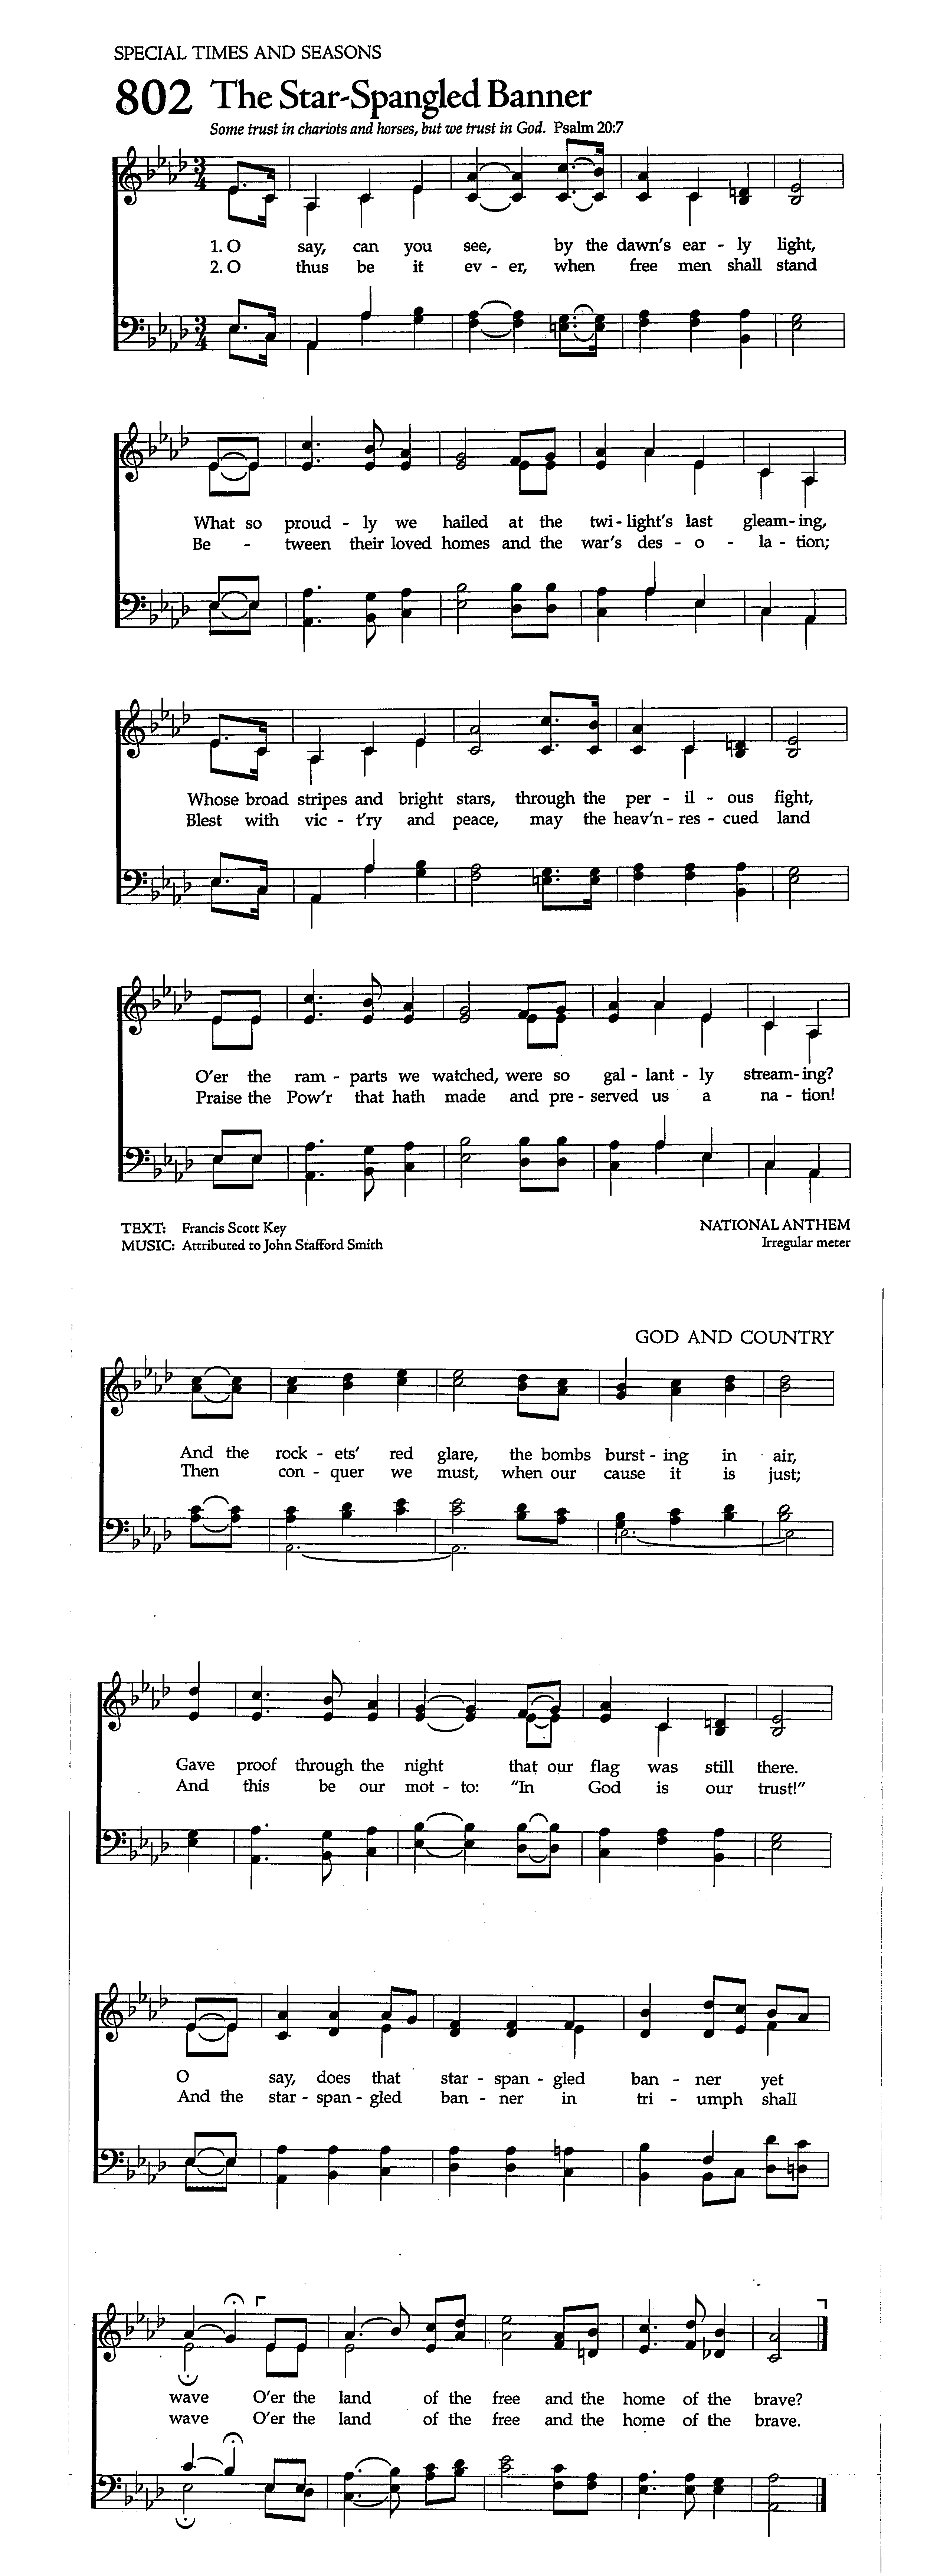 SPECIAL TIMES AND SEASONS
802 The Star-Spangled Banner
Some trust in chariots and horses, but we trust in God. Psalm 20:7
1. O say, can you see, by the dawn's ear - ly light,
2. O thus be it ev - er, when free men shall stand
What so proud - ly we hailed at the twi - light's last gleam - ing,
Be - tween their loved homes and the war's des - o - la - tion;
Whose broad stripes and bright stars, through the per - il - ous fight,
Blest with vic - t'ry and peace, may the heav'n - res - cued land
O'er the ram - parts we watched, were so gal - lant - ly stream - ing?
Praise the Pow'r that hath made and pre - served us a na - tion!
TEXT: Francis Scott Key
MUSIC: Attributed to John Stafford Smith
NATIONAL ANTHEM
Irregular meter
GOD AND COUNTRY
And the rock - ets' red glare, the bombs burst - ing in air,
Then con - quer we must, when our cause it is just;
Gave proof through the night that our flag was still there.
And this be our mot - to: "In God is our trust!"
O say, does that star - span - gled ban - ner yet
And the star - span - gled ban - ner in tri - umph shall
wave O'er the land of the free and the home of the brave?
wave O'er the land of the free and the home of the brave.